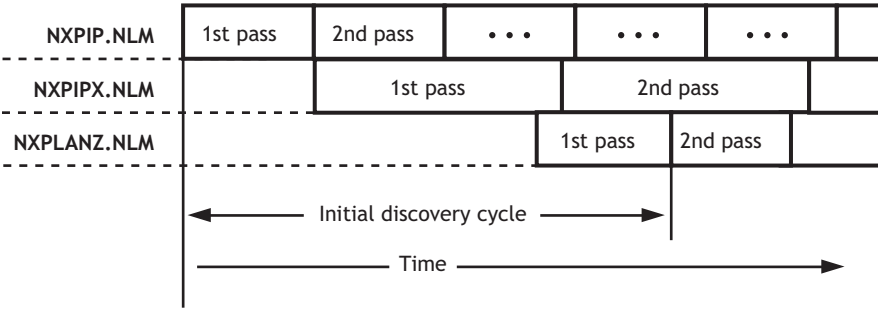 NXPIP.NLM 1st pass 2nd pass • • • • • • • • •
NXPIPX.NLM 1st pass 2nd pass
NXPLANZ.NLM 1st pass 2nd pass
Initial discovery cycle
Time